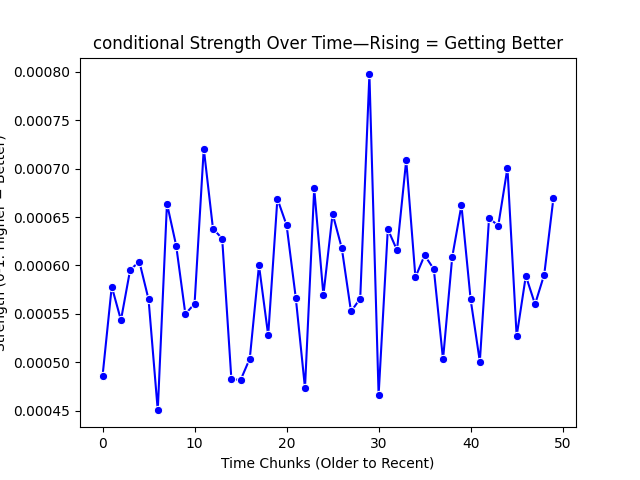 conditional Strength Over Time—Rising = Getting Better
0.00080
0.00075
0.00070
0.00065
0.00060
0.00055
0.00050
0.00045
Strength (0-1: Higher = Better)
0 10 20 30 40 50
Time Chunks (Older to Recent)